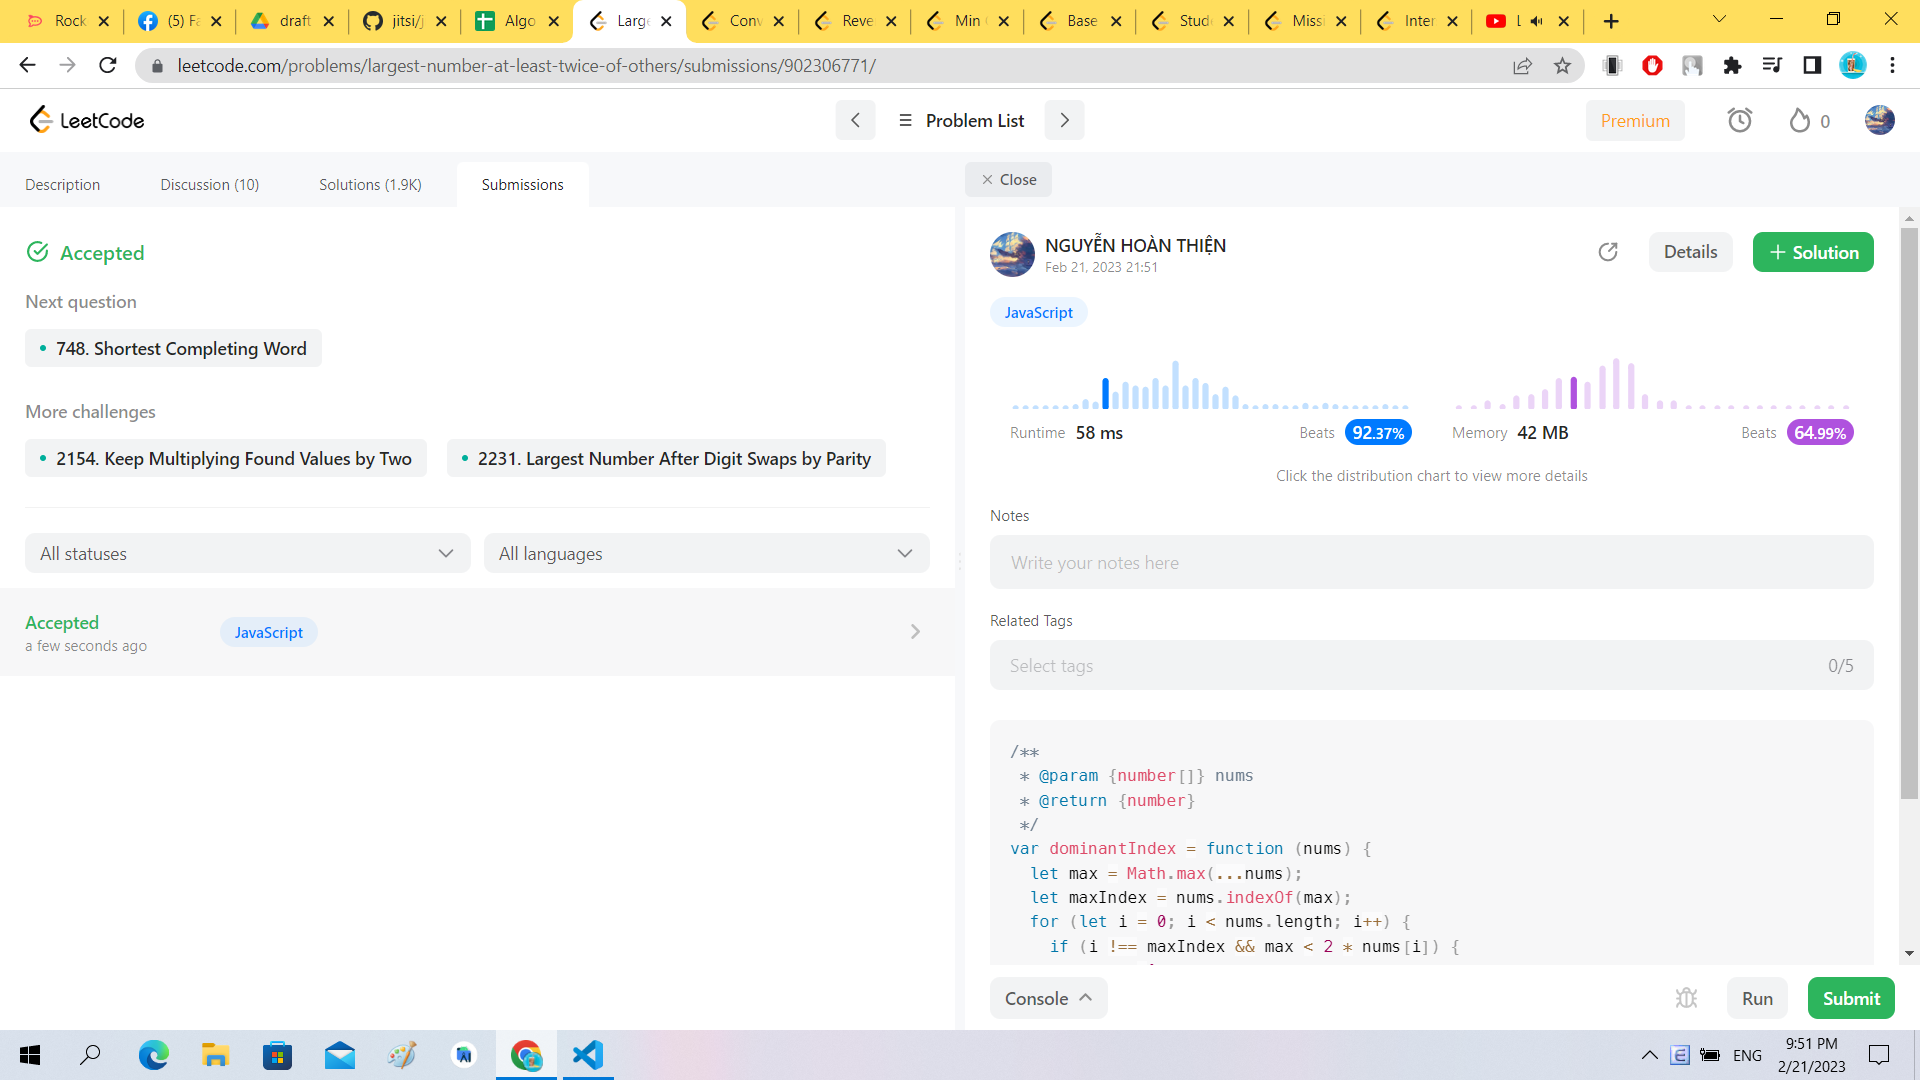 Rock
(5) Fa
draft
jitsi/j
Algo
Large
Conv
Reve
Min
Base
Stud
Missi
Inter
leetcode.com/problems/largest-number-at-least-twice-of-others/submissions/902306771/
LeetCode
Problem List
Premium
0
Description
Discussion (10)
Solutions (1.9K)
Submissions
Close
Accepted
Next question
748. Shortest Completing Word
More challenges
2154. Keep Multiplying Found Values by Two
2231. Largest Number After Digit Swaps by Parity
All statuses
All languages
Accepted
a few seconds ago
JavaScript
NGUYỄN HOÀN THIỆN
Feb 21, 2023 21:51
Details
+ Solution
JavaScript
Runtime 58 ms
Beats 92.37%
Memory 42 MB
Beats 64.99%
Click the distribution chart to view more details
Notes
Write your notes here
Related Tags
Select tags
0/5
/**
* @param {number[]} nums
* @return {number}
*/
var dominantIndex = function (nums) {
let max = Math.max(...nums);
let maxIndex = nums.indexOf(max);
for (let i = 0; i < nums.length; i++) {
if (i !== maxIndex && max < 2 * nums[i]) {
Console
Run
Submit
ENG
9:51 PM
2/21/2023